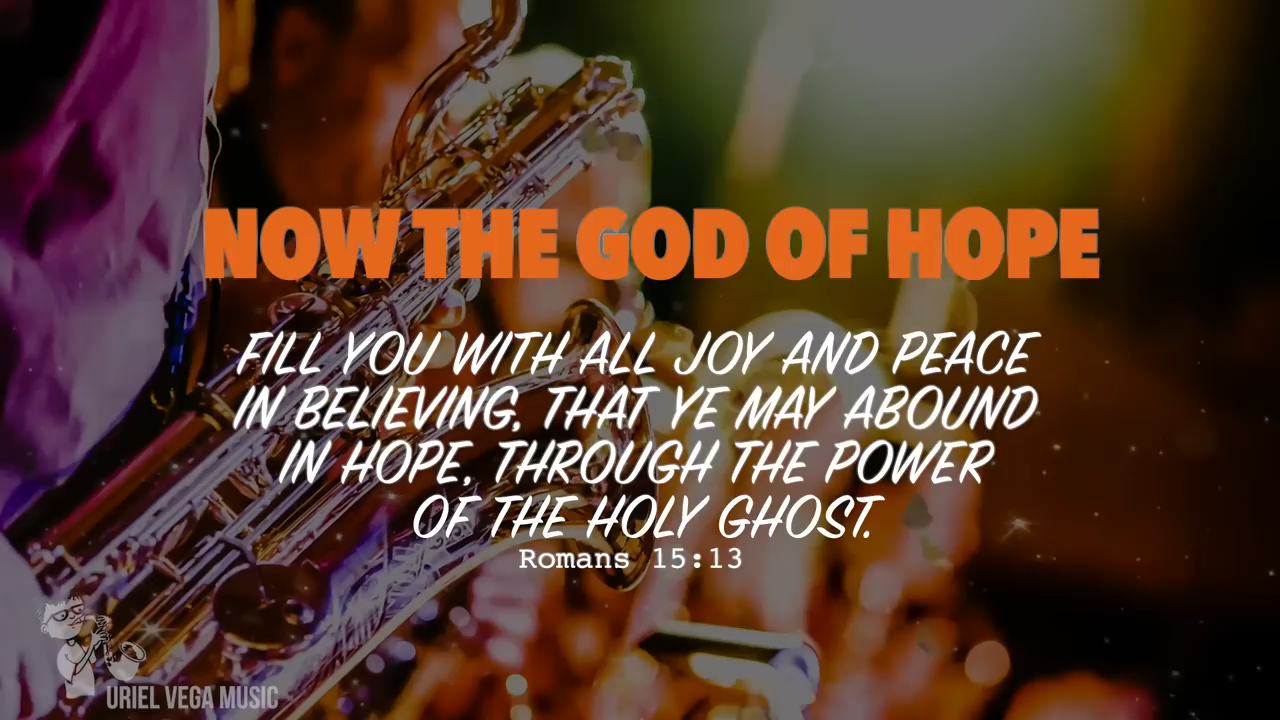 NOW THE GOD OF HOPE
FILL YOU WITH ALL JOY AND PEACE
IN BELIEVING, THAT YE MAY ABOUND
IN HOPE, THROUGH THE POWER
OF THE HOLY GHOST.
Romans 15:13
URIEL VEGA MUSIC